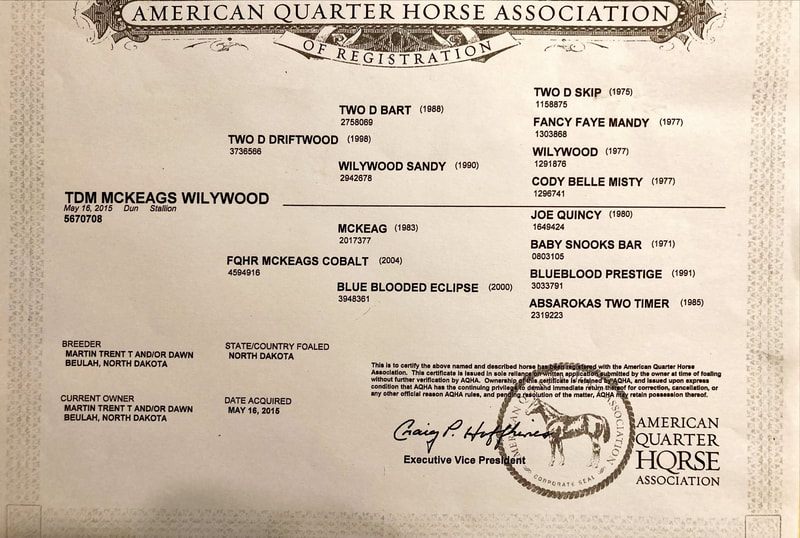 AMERICAN QUARTER HORSE ASSOCIATION
OF REGISTRATION
TWO D SKIP (1975)
1158875
TWO D BART (1988)
2758069
FANCY FAYE MANDY (1977)
1303868
TWO D DRIFTWOOD (1998)
3736566
WILYWOOD (1977)
1291876
WILYWOOD SANDY (1990)
2942678
CODY BELLE MISTY (1977)
1296741
TDM MCKEAGS WILYWOOD
May 16, 2015 Dun Stallion
5670708
JOE QUINCY (1980)
1649424
MCKEAG (1983)
2017377
BABY SNOOKS BAR (1971)
0803105
FQHR MCKEAGS COBALT (2004)
4594916
BLUEBLOOD PRESTIGE (1991)
3033791
BLUE BLOODED ECLIPSE (2000)
3948361
ABSAROKAS TWO TIMER (1985)
2319223
BREEDER
MARTIN TRENT T AND/OR DAWN
BEULAH, NORTH DAKOTA
STATE/COUNTRY FOALED
NORTH DAKOTA
CURRENT OWNER
MARTIN TRENT T AND/OR DAWN
BEULAH, NORTH DAKOTA
DATE ACQUIRED
MAY 16, 2015
This is to certify the above named and described horse has been registered with the American Quarter Horse
Association. This certificate is issued in sole reliance on written application submitted by the owner at time of foaling
without further verification by AQHA. Ownership of this certificate is retained by AQHA, and issued upon express
condition that AQHA has the continuing privilege to demand immediate return thereof for correction, cancellation, or
any other official reason AQHA rules, and pending resolution of the matter, AQHA may retain possession thereof.
Craig P. Huffhines
Executive Vice President
AMERICAN QUARTER HORSE ASSOCIATION
CORPORATE SEAL
AMERICAN
QUARTER
HORSE
ASSOCIATION